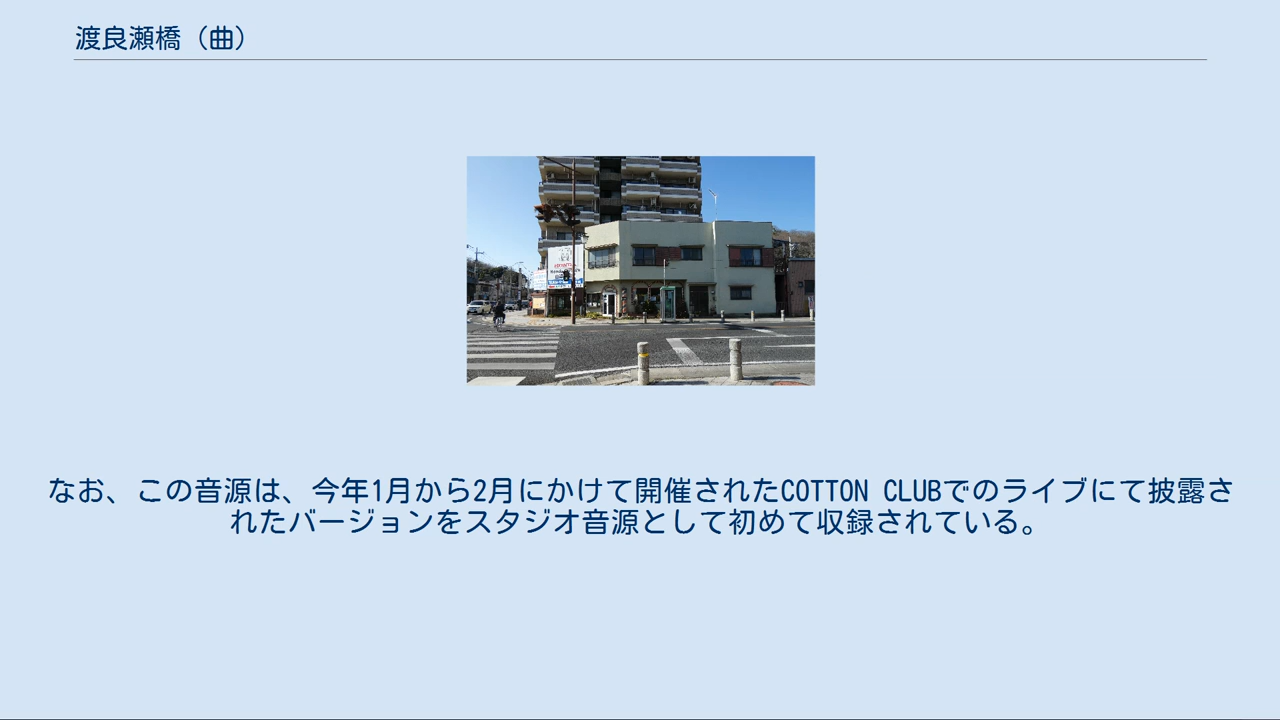 渡良瀬橋（曲）
なお、この音源は、今年1月から2月にかけて開催されたCOTTON CLUBでのライブにて披露さ
れたバージョンをスタジオ音源として初めて収録されている。